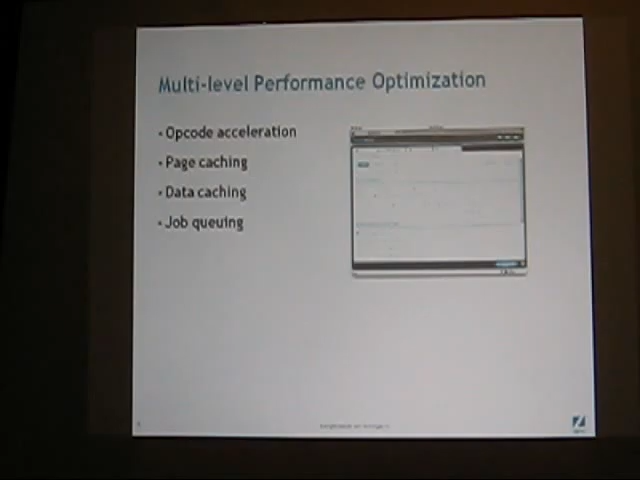 Multi-level Performance Optimization
• Opcode acceleration
• Page caching
• Data caching
• Job queuing